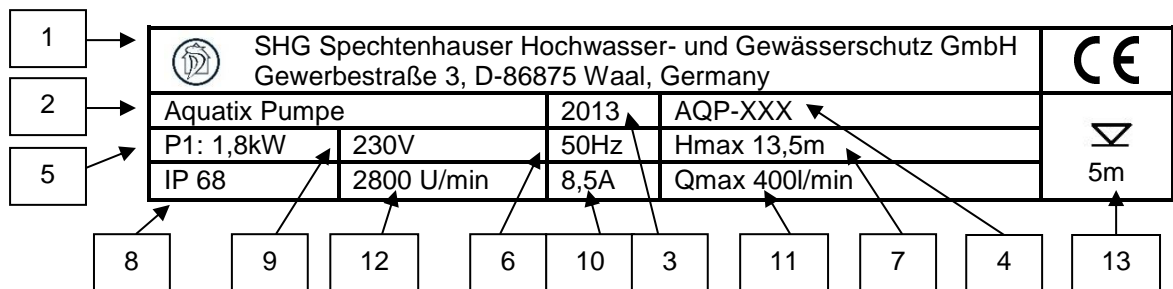 1
SHG Spechtenhauser Hochwasser- und Gewässerschutz GmbH
Gewerbestraße 3, D-86875 Waal, Germany
CE
2
Aquatix Pumpe 2013 AQP-XXX
5
P1: 1,8kW 230V 50Hz Hmax 13,5m
IP 68 2800 U/min 8,5A Qmax 400l/min
5m
8 9 12 6 10 3 11 7 4 13